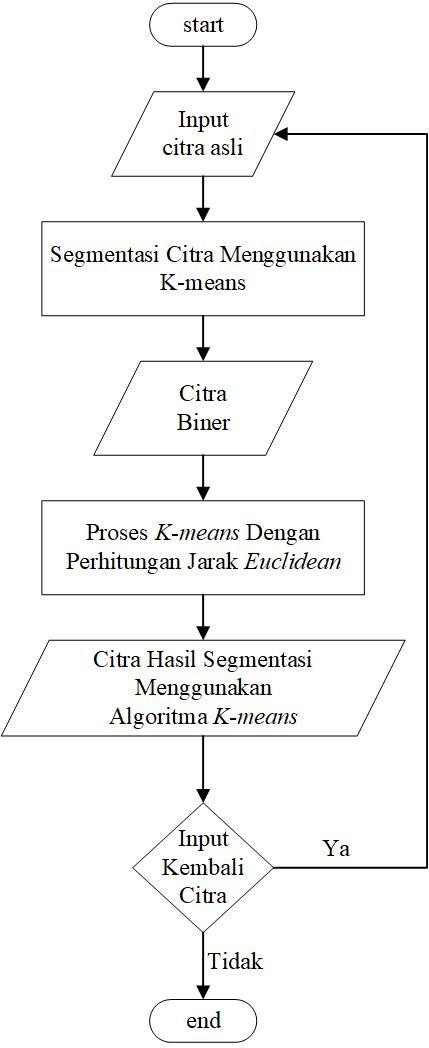 start
Input
citra asli
Segmentasi Citra Menggunakan
K-means
Citra
Biner
Proses K-means Dengan
Perhitungan Jarak Euclidean
Citra Hasil Segmentasi
Menggunakan
Algoritma K-means
Input
Kembali
Citra
Ya
Tidak
end